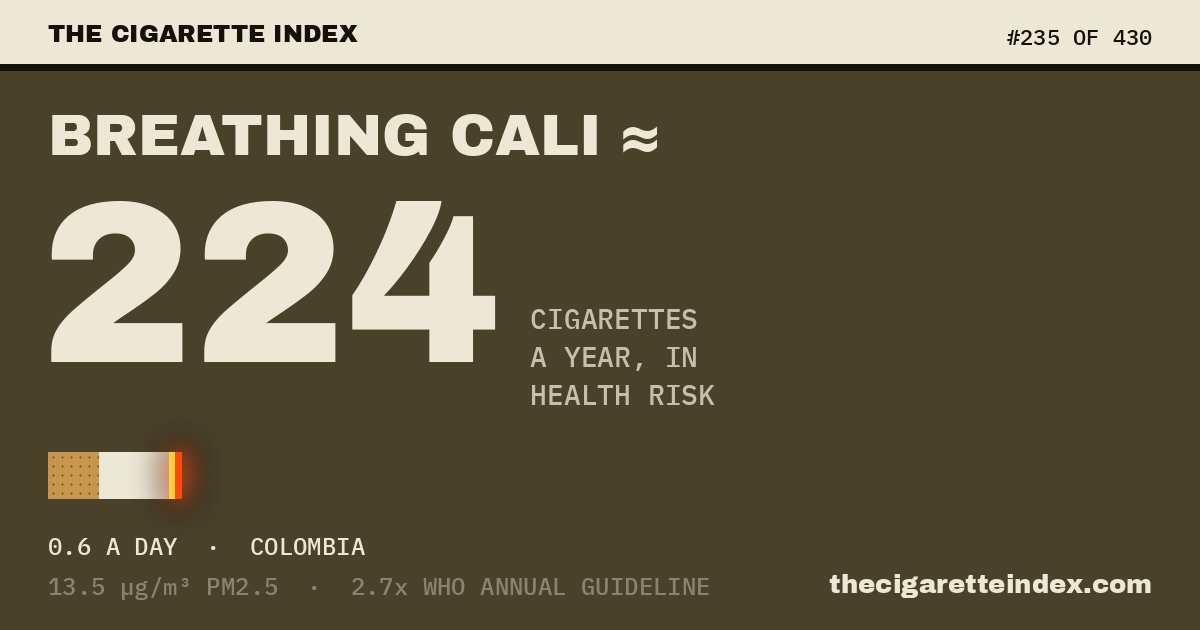 THE CIGARETTE INDEX
#235 OF 430
BREATHING CALI ≈
224
CIGARETTES
A YEAR, IN
HEALTH RISK
0.6 A DAY · COLOMBIA
13.5 µg/m³ PM2.5 · 2.7x WHO ANNUAL GUIDELINE
thecigaretteindex.com